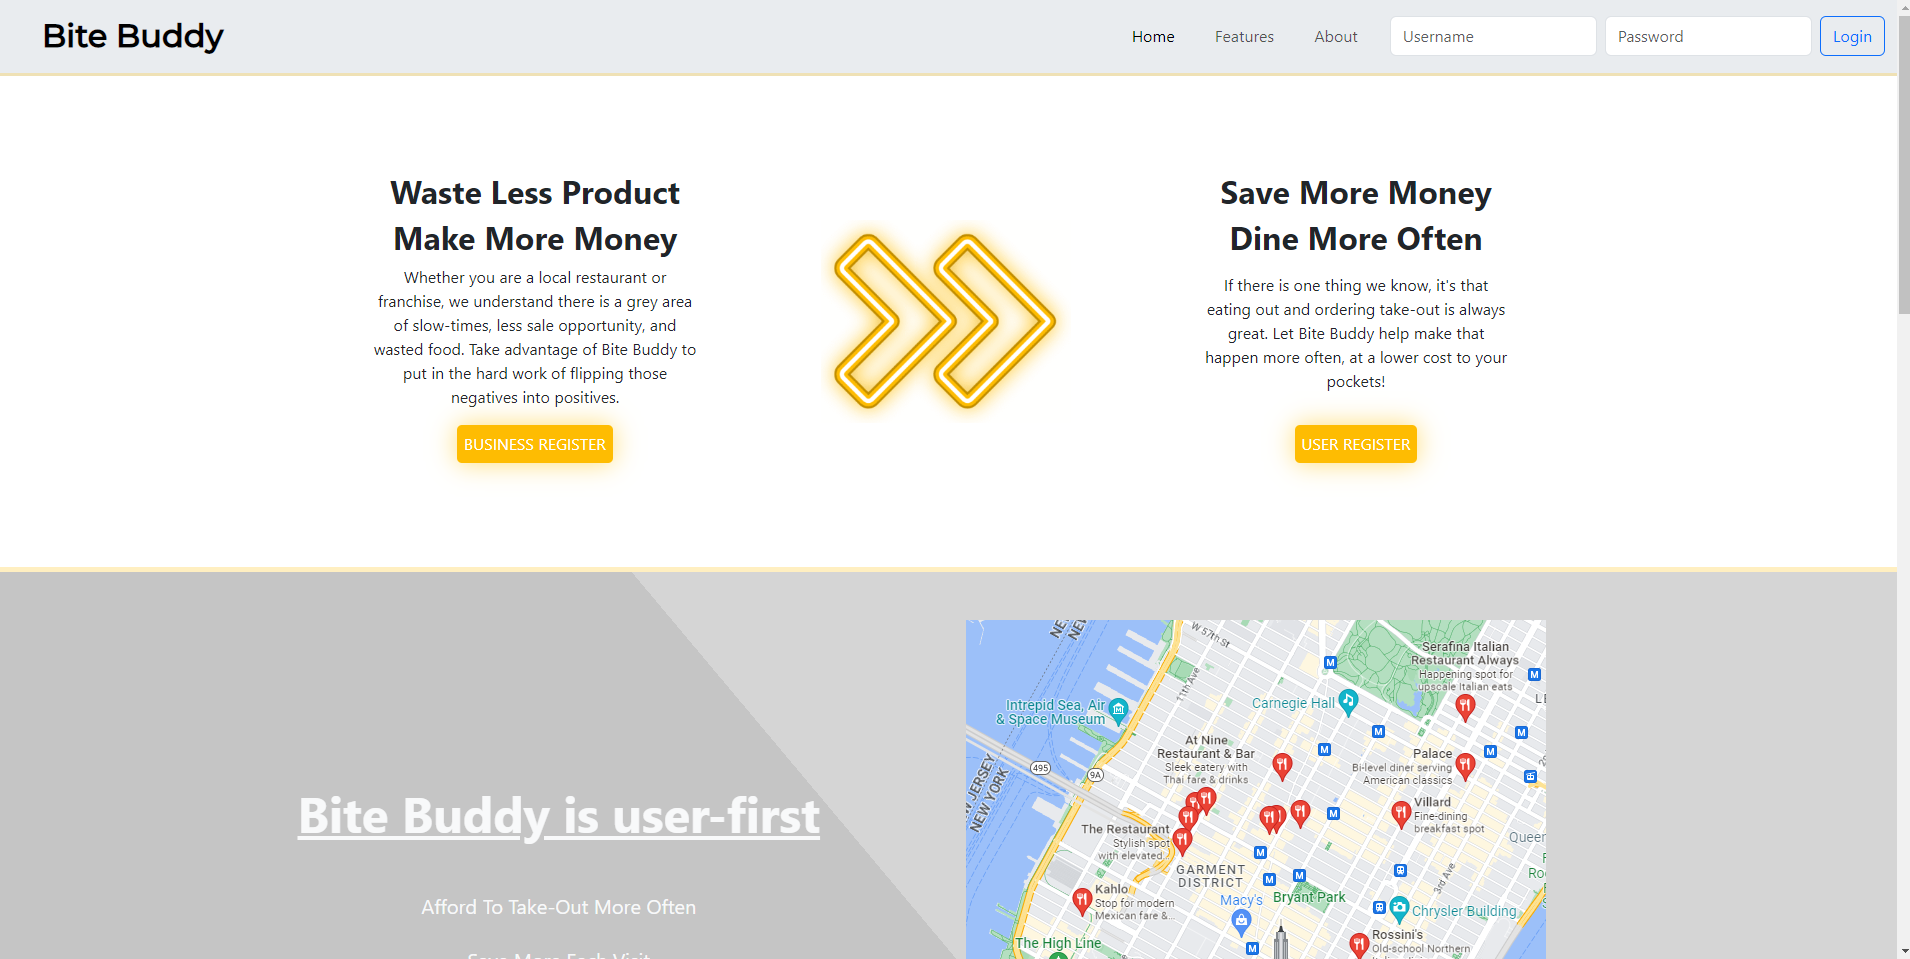 Bite Buddy
Home
Features
About
Username
Password
Login
Waste Less Product
Make More Money
Whether you are a local restaurant or
franchise, we understand there is a grey area
of slow-times, less sale opportunity, and
wasted food. Take advantage of Bite Buddy to
put in the hard work of flipping those
negatives into positives.
BUSINESS REGISTER
Save More Money
Dine More Often
If there is one thing we know, it's that
eating out and ordering take-out is always
great. Let Bite Buddy help make that
happen more often, at a lower cost to your
pockets!
USER REGISTER
Bite Buddy is user-first
Afford To Take-Out More Often
Save More Each Visit
W 57th St
11th Ave
Serafina Italian
Restaurant Always
Happening spot for
upscale Italian eats
Intrepid Sea, Air
& Space Museum
Carnegie Hall
At Nine
Restaurant & Bar
Sleek eatery with
Thai fare & drinks
Palace
Bi-level diner serving
American classics
495
9A
NEW JERSEY
NEW YORK
Villard
Fine-dining
breakfast spot
The Restaurant
Stylish spot
with elevated...
GARMENT
DISTRICT
3rd Ave
Kahlo
Stop for modern
Mexican fare &...
Macy's
Bryant Park
Chrysler Building
The High Line
Rossini's
Old-school Northern